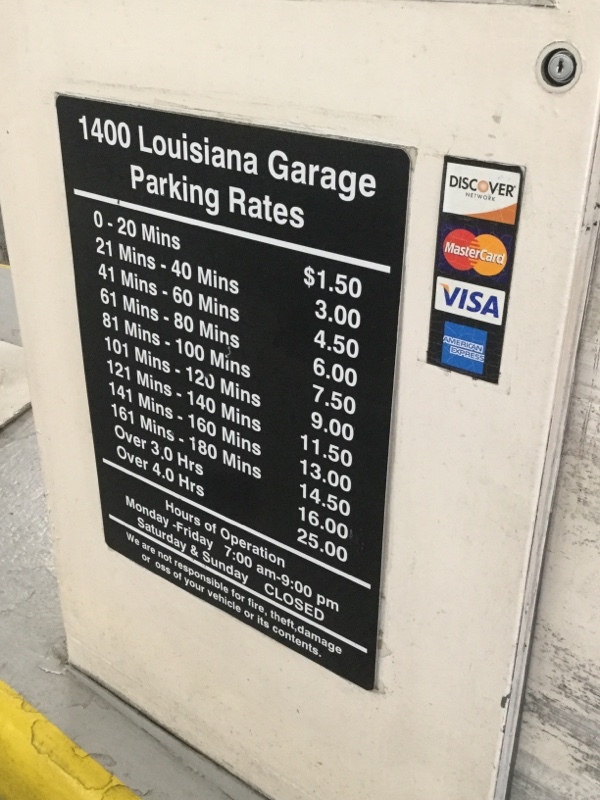 1400 Louisiana Garage
Parking Rates
0 - 20 Mins $1.50
21 Mins - 40 Mins 3.00
41 Mins - 60 Mins 4.50
61 Mins - 80 Mins 6.00
81 Mins - 100 Mins 7.50
101 Mins - 120 Mins 9.00
121 Mins - 140 Mins 11.50
141 Mins - 160 Mins 13.00
161 Mins - 180 Mins 14.50
Over 3.0 Hrs 16.00
Over 4.0 Hrs 25.00
Hours of Operation
Monday -Friday 7:00 am-9:00 pm
Saturday & Sunday CLOSED
We are not responsible for fire, theft,damage
or oss of your vehicle or its contents.
DISCOVER
NETWORK
MasterCard
VISA
AMERICAN
EXPRESS